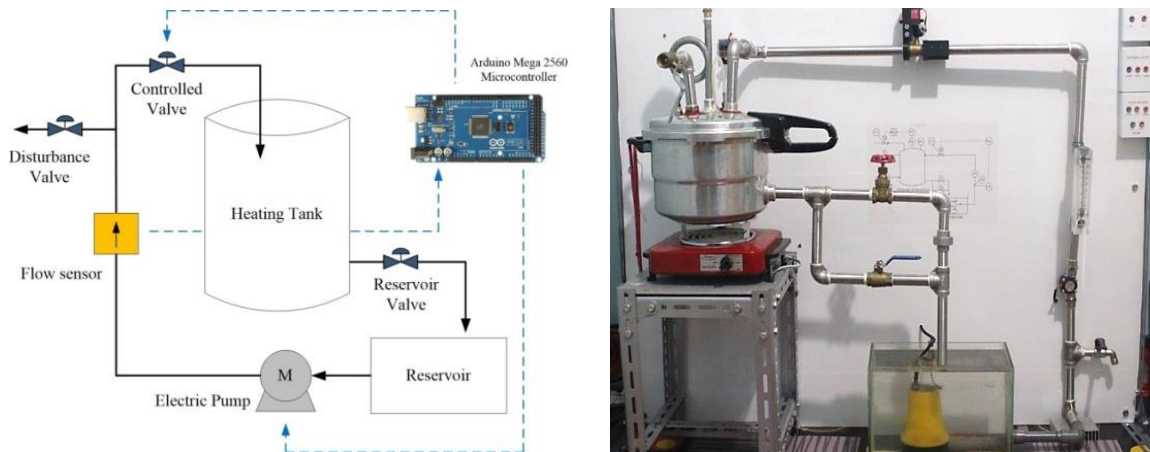 Arduino Mega 2560
Microcontroller
Controlled
Valve
Disturbance
Valve
Heating Tank
Flow sensor
Reservoir
Valve
Reservoir
M
Electric Pump